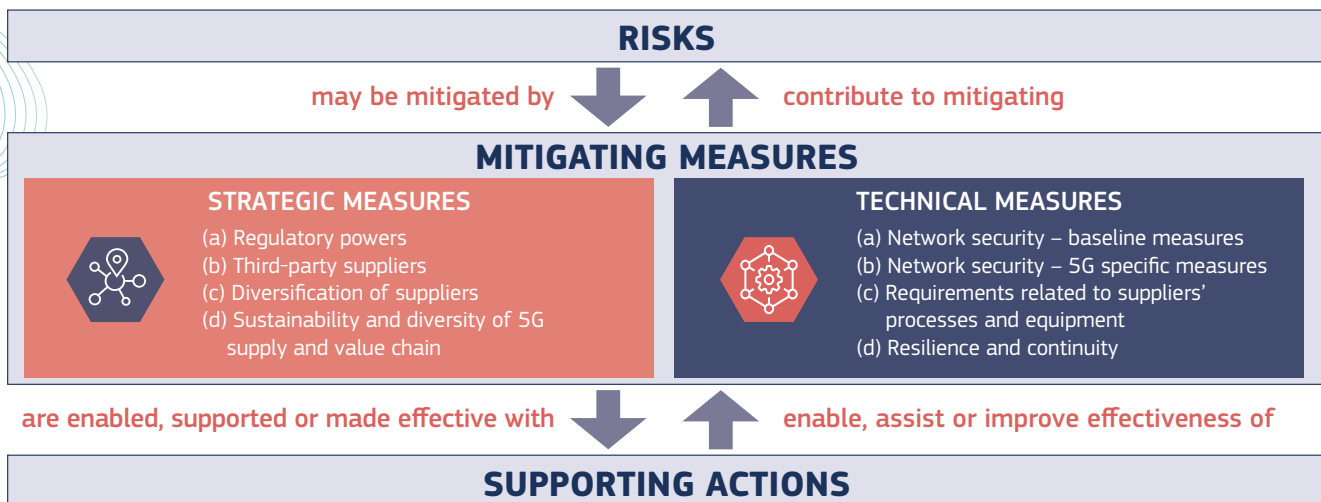 RISKS
may be mitigated by
contribute to mitigating
MITIGATING MEASURES
STRATEGIC MEASURES
(a) Regulatory powers
(b) Third-party suppliers
(c) Diversification of suppliers
(d) Sustainability and diversity of 5G
supply and value chain
TECHNICAL MEASURES
(a) Network security – baseline measures
(b) Network security – 5G specific measures
(c) Requirements related to suppliers’
processes and equipment
(d) Resilience and continuity
are enabled, supported or made effective with
enable, assist or improve effectiveness of
SUPPORTING ACTIONS